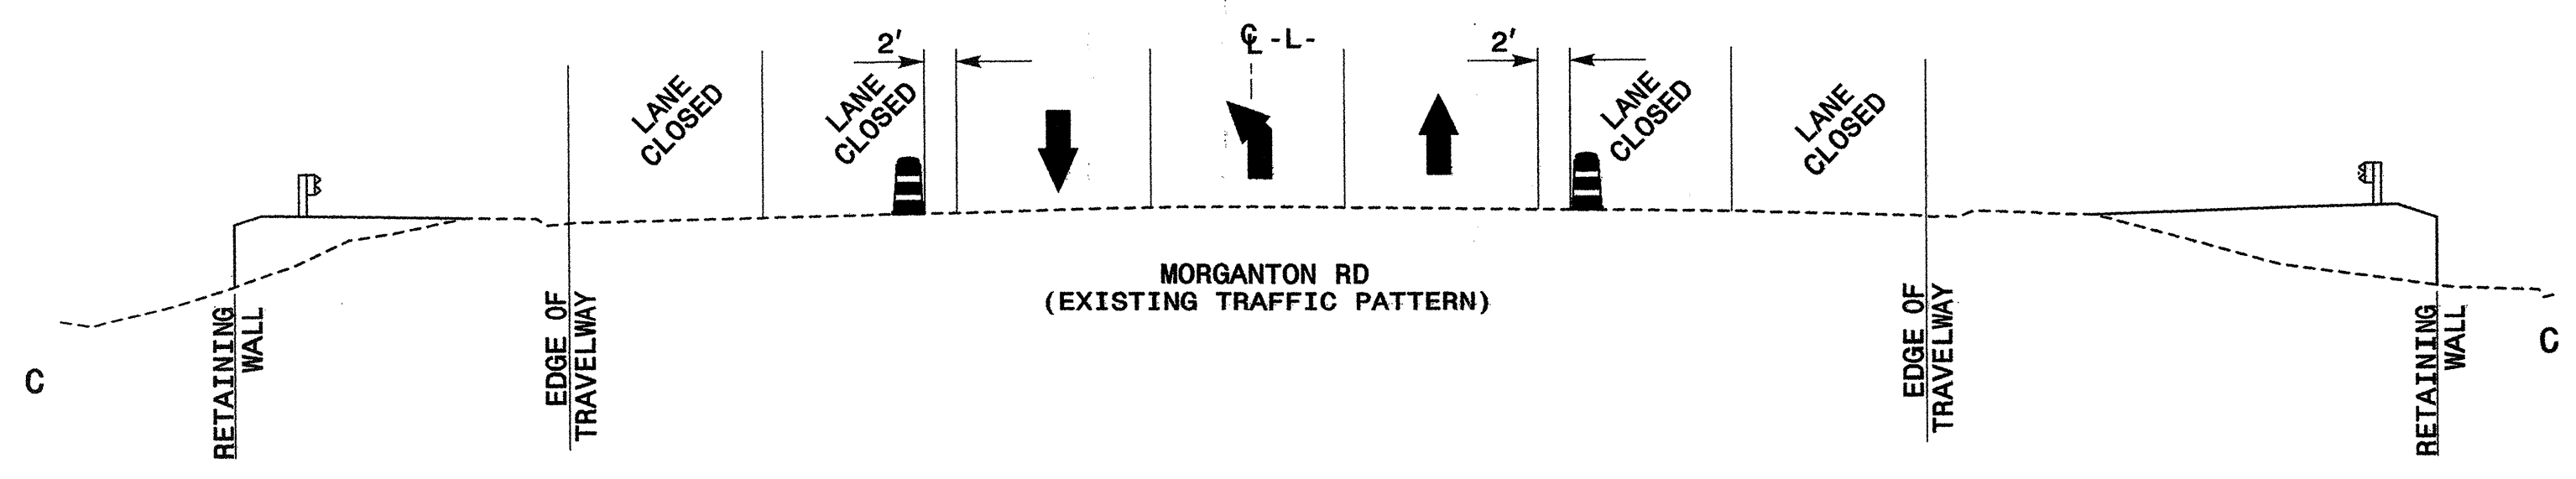 2'
℄ -L-
2'
LANE
CLOSED
LANE
CLOSED
LANE
CLOSED
LANE
CLOSED
MORGANTON RD
(EXISTING TRAFFIC PATTERN)
C
RETAINING
WALL
EDGE OF
TRAVELWAY
EDGE OF
TRAVELWAY
RETAINING
WALL
C